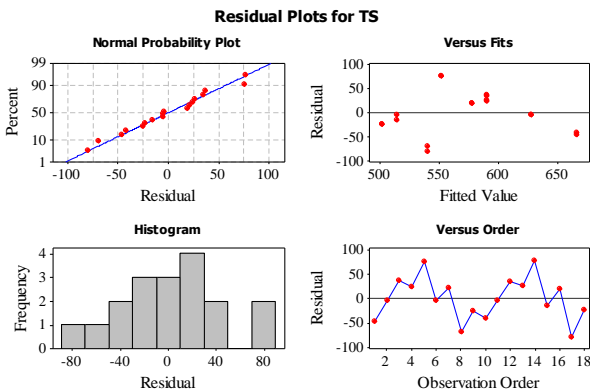 Residual Plots for TS
Normal Probability Plot
99
90
50
10
1
Percent
-100 -50 0 50 100
Residual
Versus Fits
100
50
0
-50
-100
Residual
500 550 600 650
Fitted Value
Histogram
4
3
2
1
0
Frequency
-80 -40 0 40 80
Residual
Versus Order
100
50
0
-50
-100
Residual
2 4 6 8 10 12 14 16 18
Observation Order